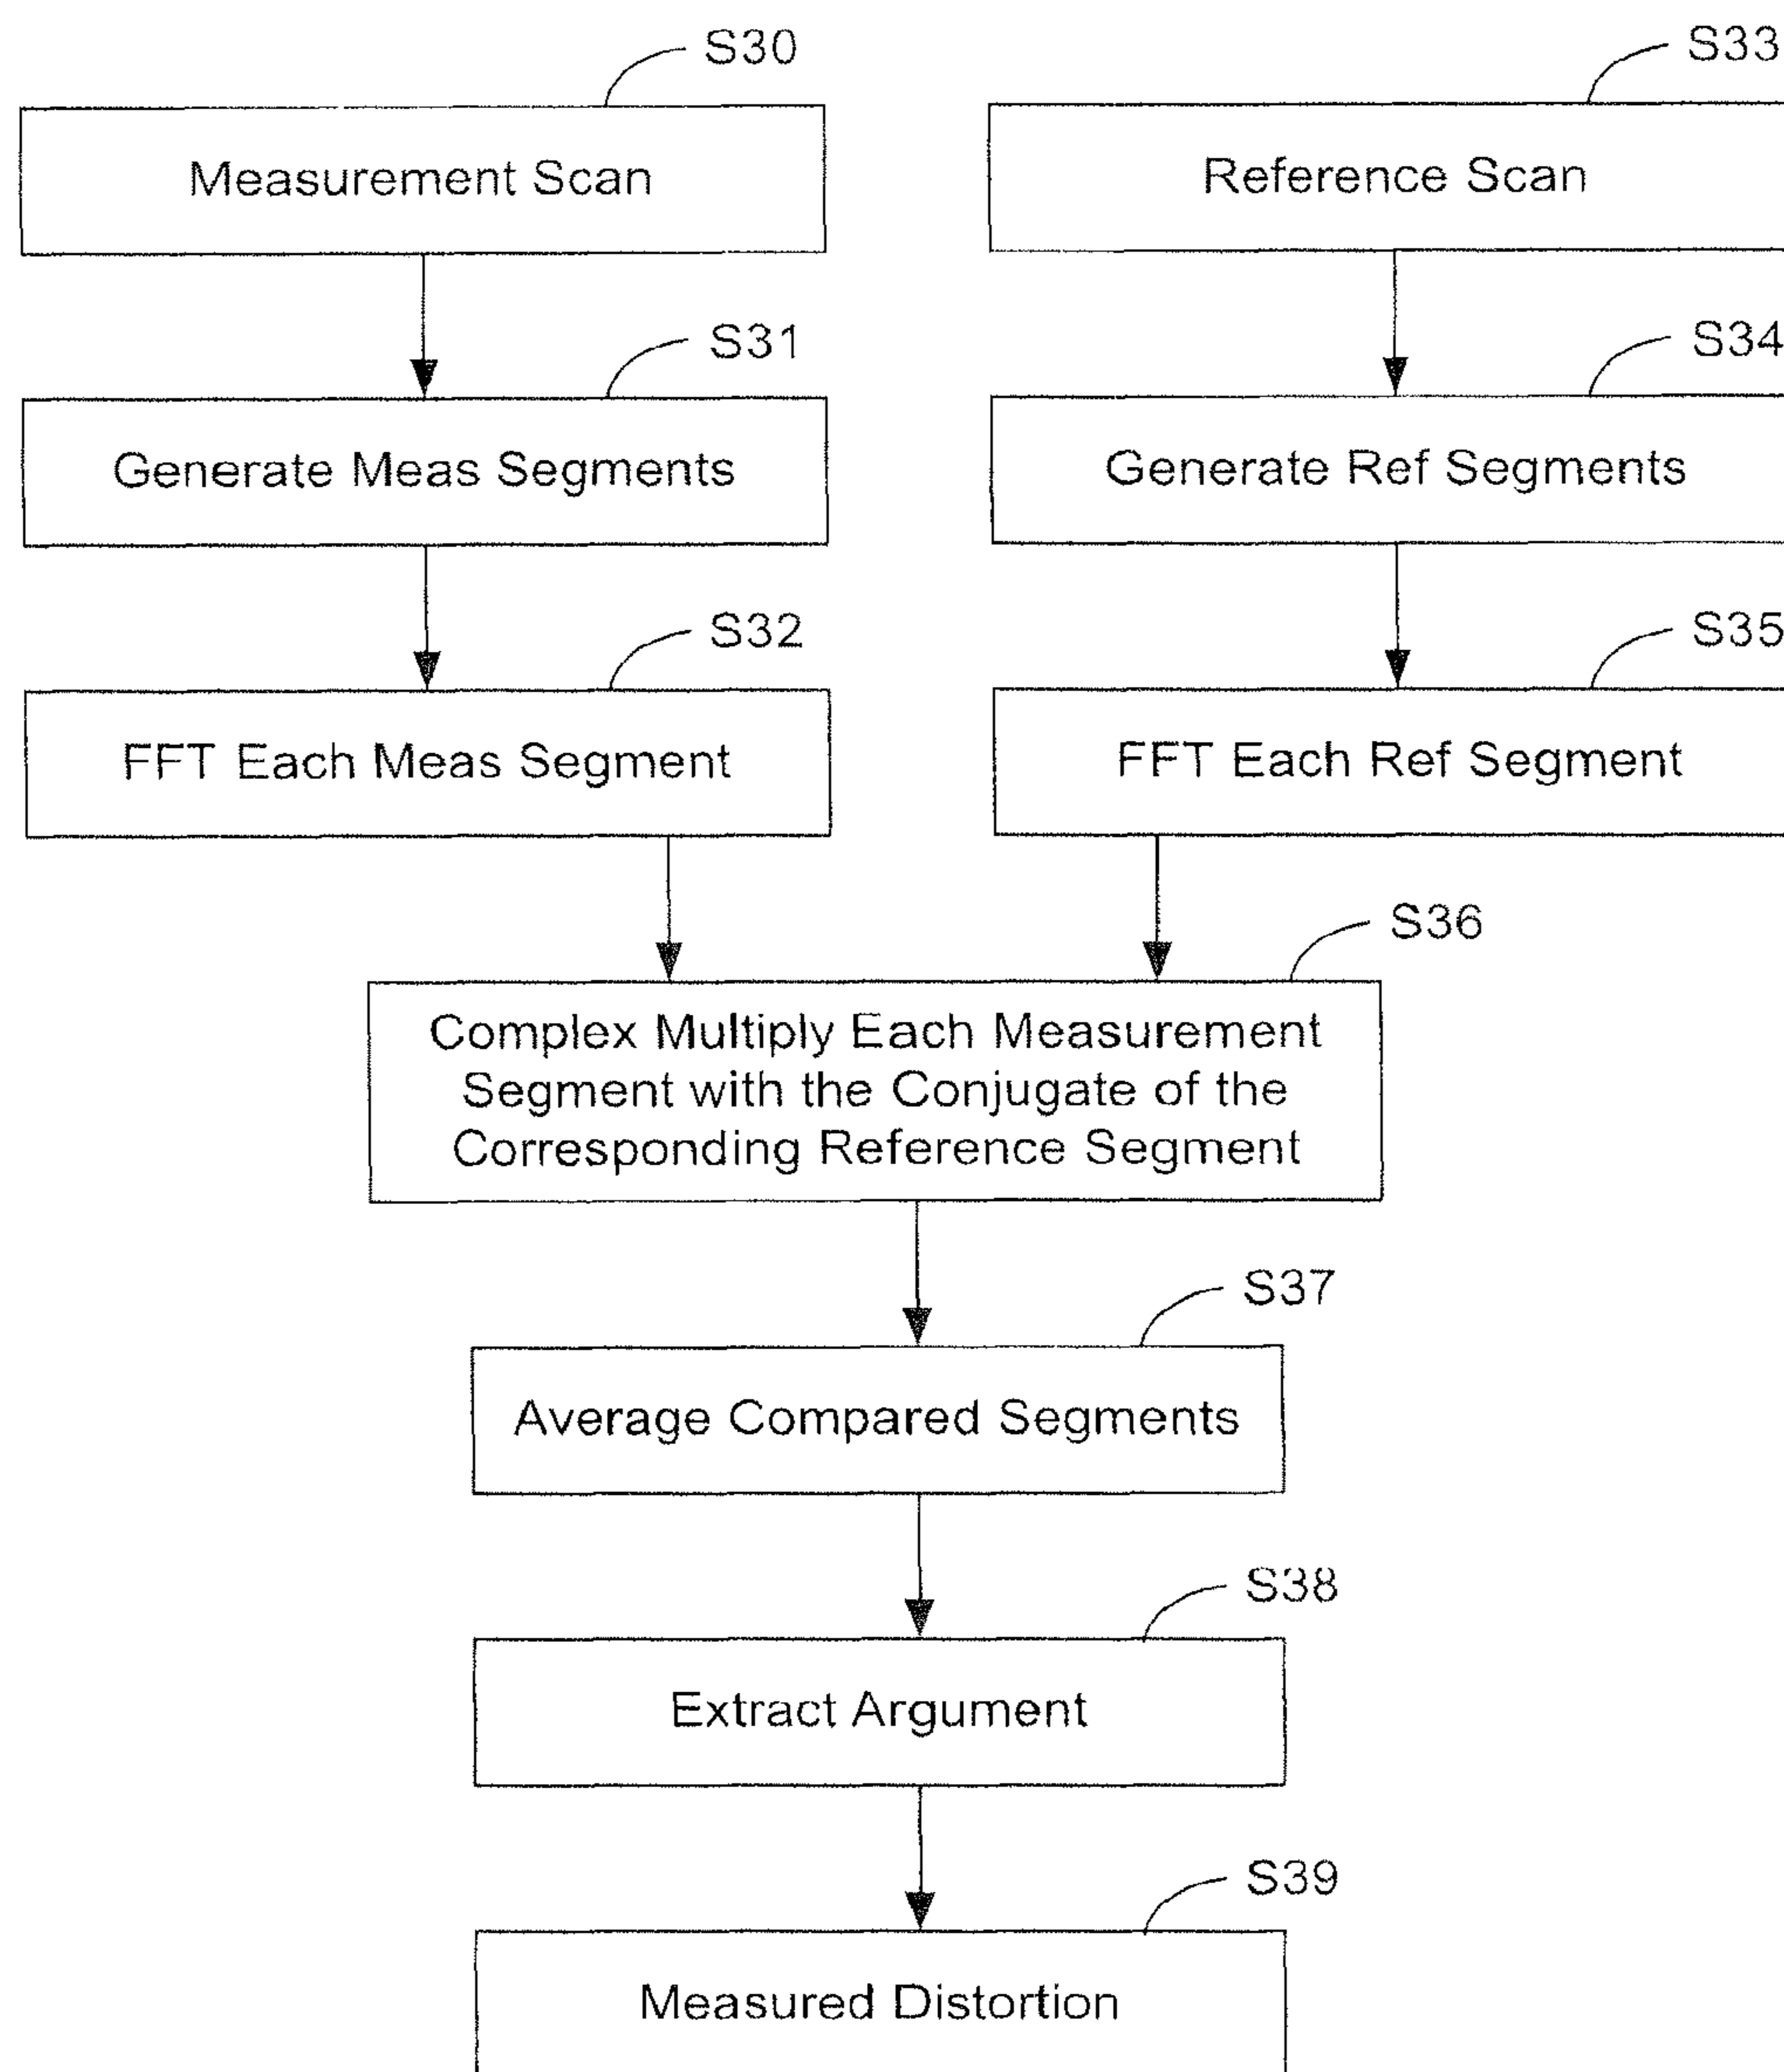 S30
S33
Measurement Scan
Reference Scan
S31
S34
Generate Meas Segments
Generate Ref Segments
S32
S35
FFT Each Meas Segment
FFT Each Ref Segment
S36
Complex Multiply Each Measurement
Segment with the Conjugate of the
Corresponding Reference Segment
S37
Average Compared Segments
S38
Extract Argument
S39
Measured Distortion